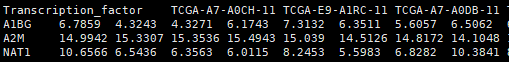 Transcription_factor TCGA-A7-A0CH-11 TCGA-E9-A1RC-11 TCGA-A7-A0DB-11
A1BG 6.7859 4.3243 4.3271 6.1743 7.3132 6.3511 5.6057 6.5062
A2M 14.9942 15.3307 15.3536 15.4943 15.039 14.5126 14.8172 14.1048
NAT1 10.6566 6.5436 6.3563 6.0115 8.2453 5.5983 6.8282 10.3841